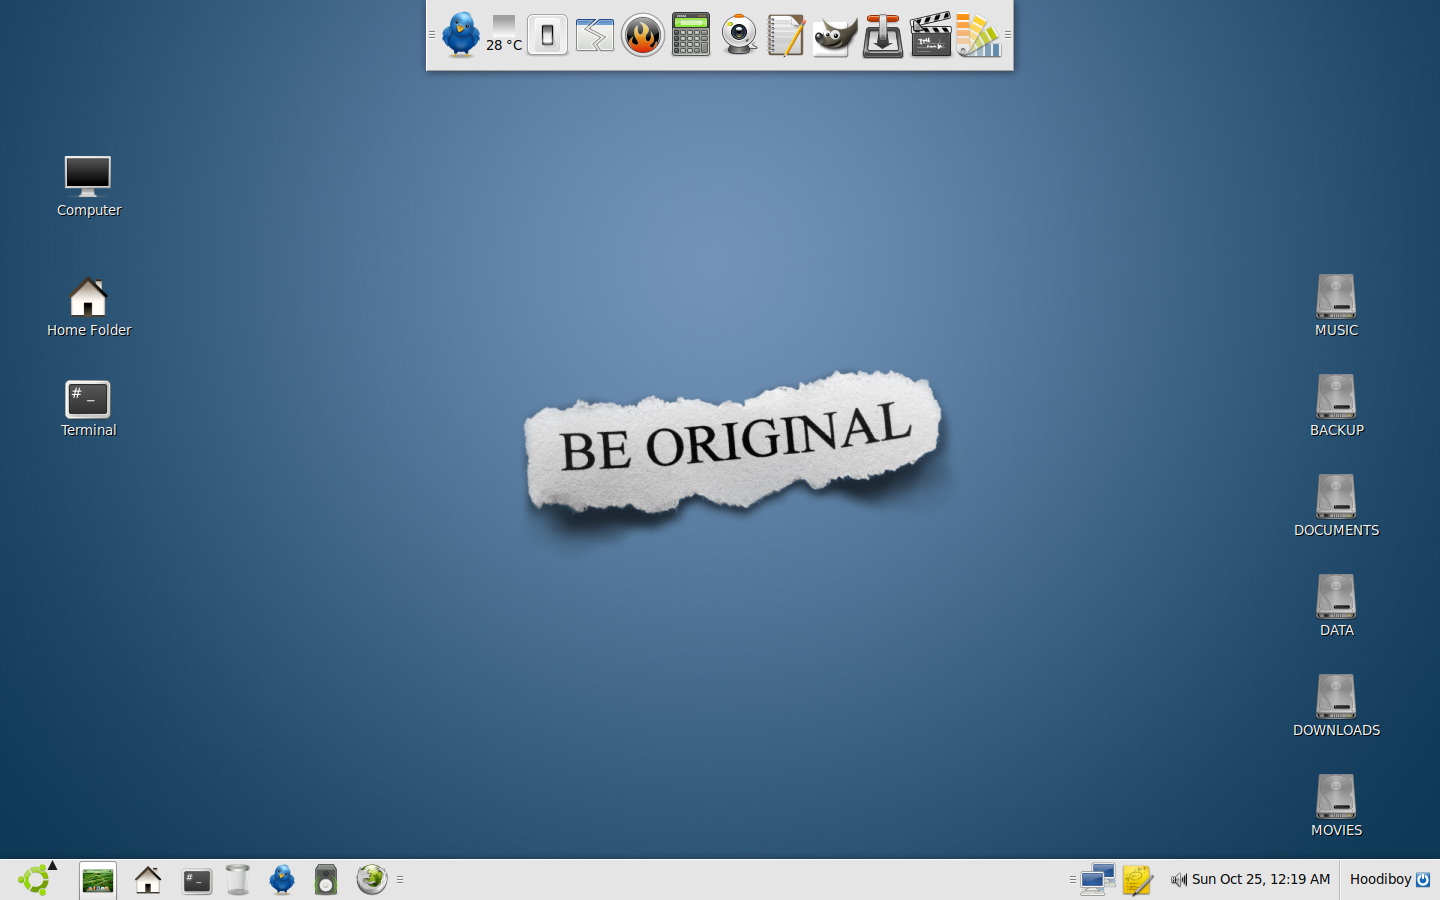 28 °C
Computer
Home Folder
# _
Terminal
BE ORIGINAL
MUSIC
BACKUP
DOCUMENTS
DATA
DOWNLOADS
MOVIES
# _
Sun Oct 25, 12:19 AM
Hoodiboy